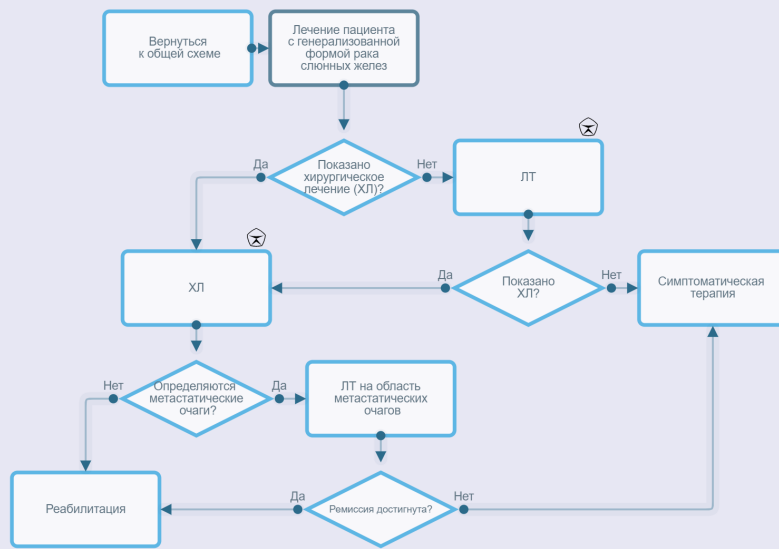 Вернуться
к общей схеме
Лечение пациента
с генерализованной
формой рака
слюнных желез
Да
Показано
хирургическое
лечение (ХЛ)?
Нет
ЛТ
ХЛ
Да
Показано
ХЛ?
Нет
Симптоматическая
терапия
Нет
Определяются
метастатические
очаги?
Да
ЛТ на область
метастатических
очагов
Реабилитация
Да
Ремиссия достигнута?
Нет